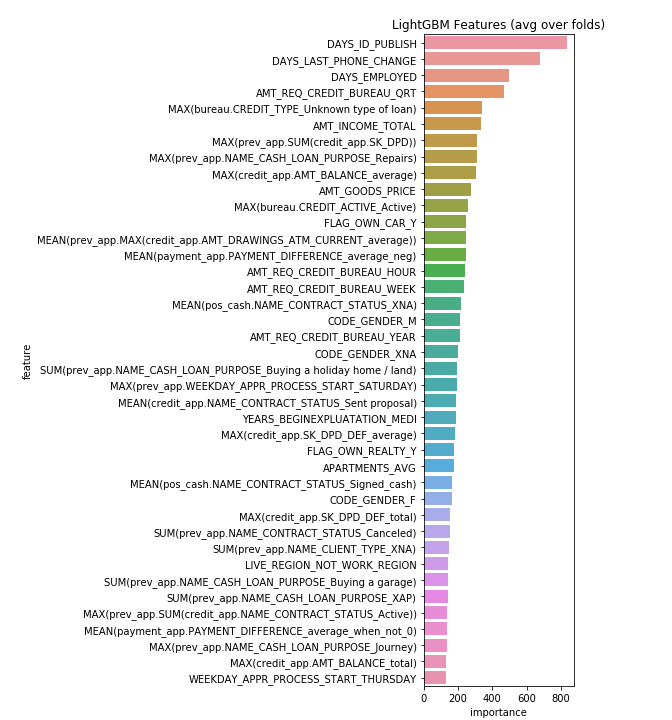 LightGBM Features (avg over folds)
DAYS_ID_PUBLISH
DAYS_LAST_PHONE_CHANGE
DAYS_EMPLOYED
AMT_REQ_CREDIT_BUREAU_QRT
MAX(bureau.CREDIT_TYPE_Unknown type of loan)
AMT_INCOME_TOTAL
MAX(prev_app.SUM(credit_app.SK_DPD))
MAX(prev_app.NAME_CASH_LOAN_PURPOSE_Repairs)
MAX(credit_app.AMT_BALANCE_average)
AMT_GOODS_PRICE
MAX(bureau.CREDIT_ACTIVE_Active)
FLAG_OWN_CAR_Y
MEAN(prev_app.MAX(credit_app.AMT_DRAWINGS_ATM_CURRENT_average))
MEAN(payment_app.PAYMENT_DIFFERENCE_average_neg)
AMT_REQ_CREDIT_BUREAU_HOUR
AMT_REQ_CREDIT_BUREAU_WEEK
MEAN(pos_cash.NAME_CONTRACT_STATUS_XNA)
CODE_GENDER_M
AMT_REQ_CREDIT_BUREAU_YEAR
CODE_GENDER_XNA
SUM(prev_app.NAME_CASH_LOAN_PURPOSE_Buying a holiday home / land)
MAX(prev_app.WEEKDAY_APPR_PROCESS_START_SATURDAY)
MEAN(credit_app.NAME_CONTRACT_STATUS_Sent proposal)
YEARS_BEGINEXPLUATATION_MEDI
MAX(credit_app.SK_DPD_DEF_average)
FLAG_OWN_REALTY_Y
APARTMENTS_AVG
MEAN(pos_cash.NAME_CONTRACT_STATUS_Signed_cash)
CODE_GENDER_F
MAX(credit_app.SK_DPD_DEF_total)
SUM(prev_app.NAME_CONTRACT_STATUS_Canceled)
SUM(prev_app.NAME_CLIENT_TYPE_XNA)
LIVE_REGION_NOT_WORK_REGION
SUM(prev_app.NAME_CASH_LOAN_PURPOSE_Buying a garage)
SUM(prev_app.NAME_CASH_LOAN_PURPOSE_XAP)
MAX(prev_app.SUM(credit_app.NAME_CONTRACT_STATUS_Active))
MEAN(payment_app.PAYMENT_DIFFERENCE_average_when_not_0)
MAX(prev_app.NAME_CASH_LOAN_PURPOSE_Journey)
MAX(credit_app.AMT_BALANCE_total)
WEEKDAY_APPR_PROCESS_START_THURSDAY
feature
0 200 400 600 800
importance